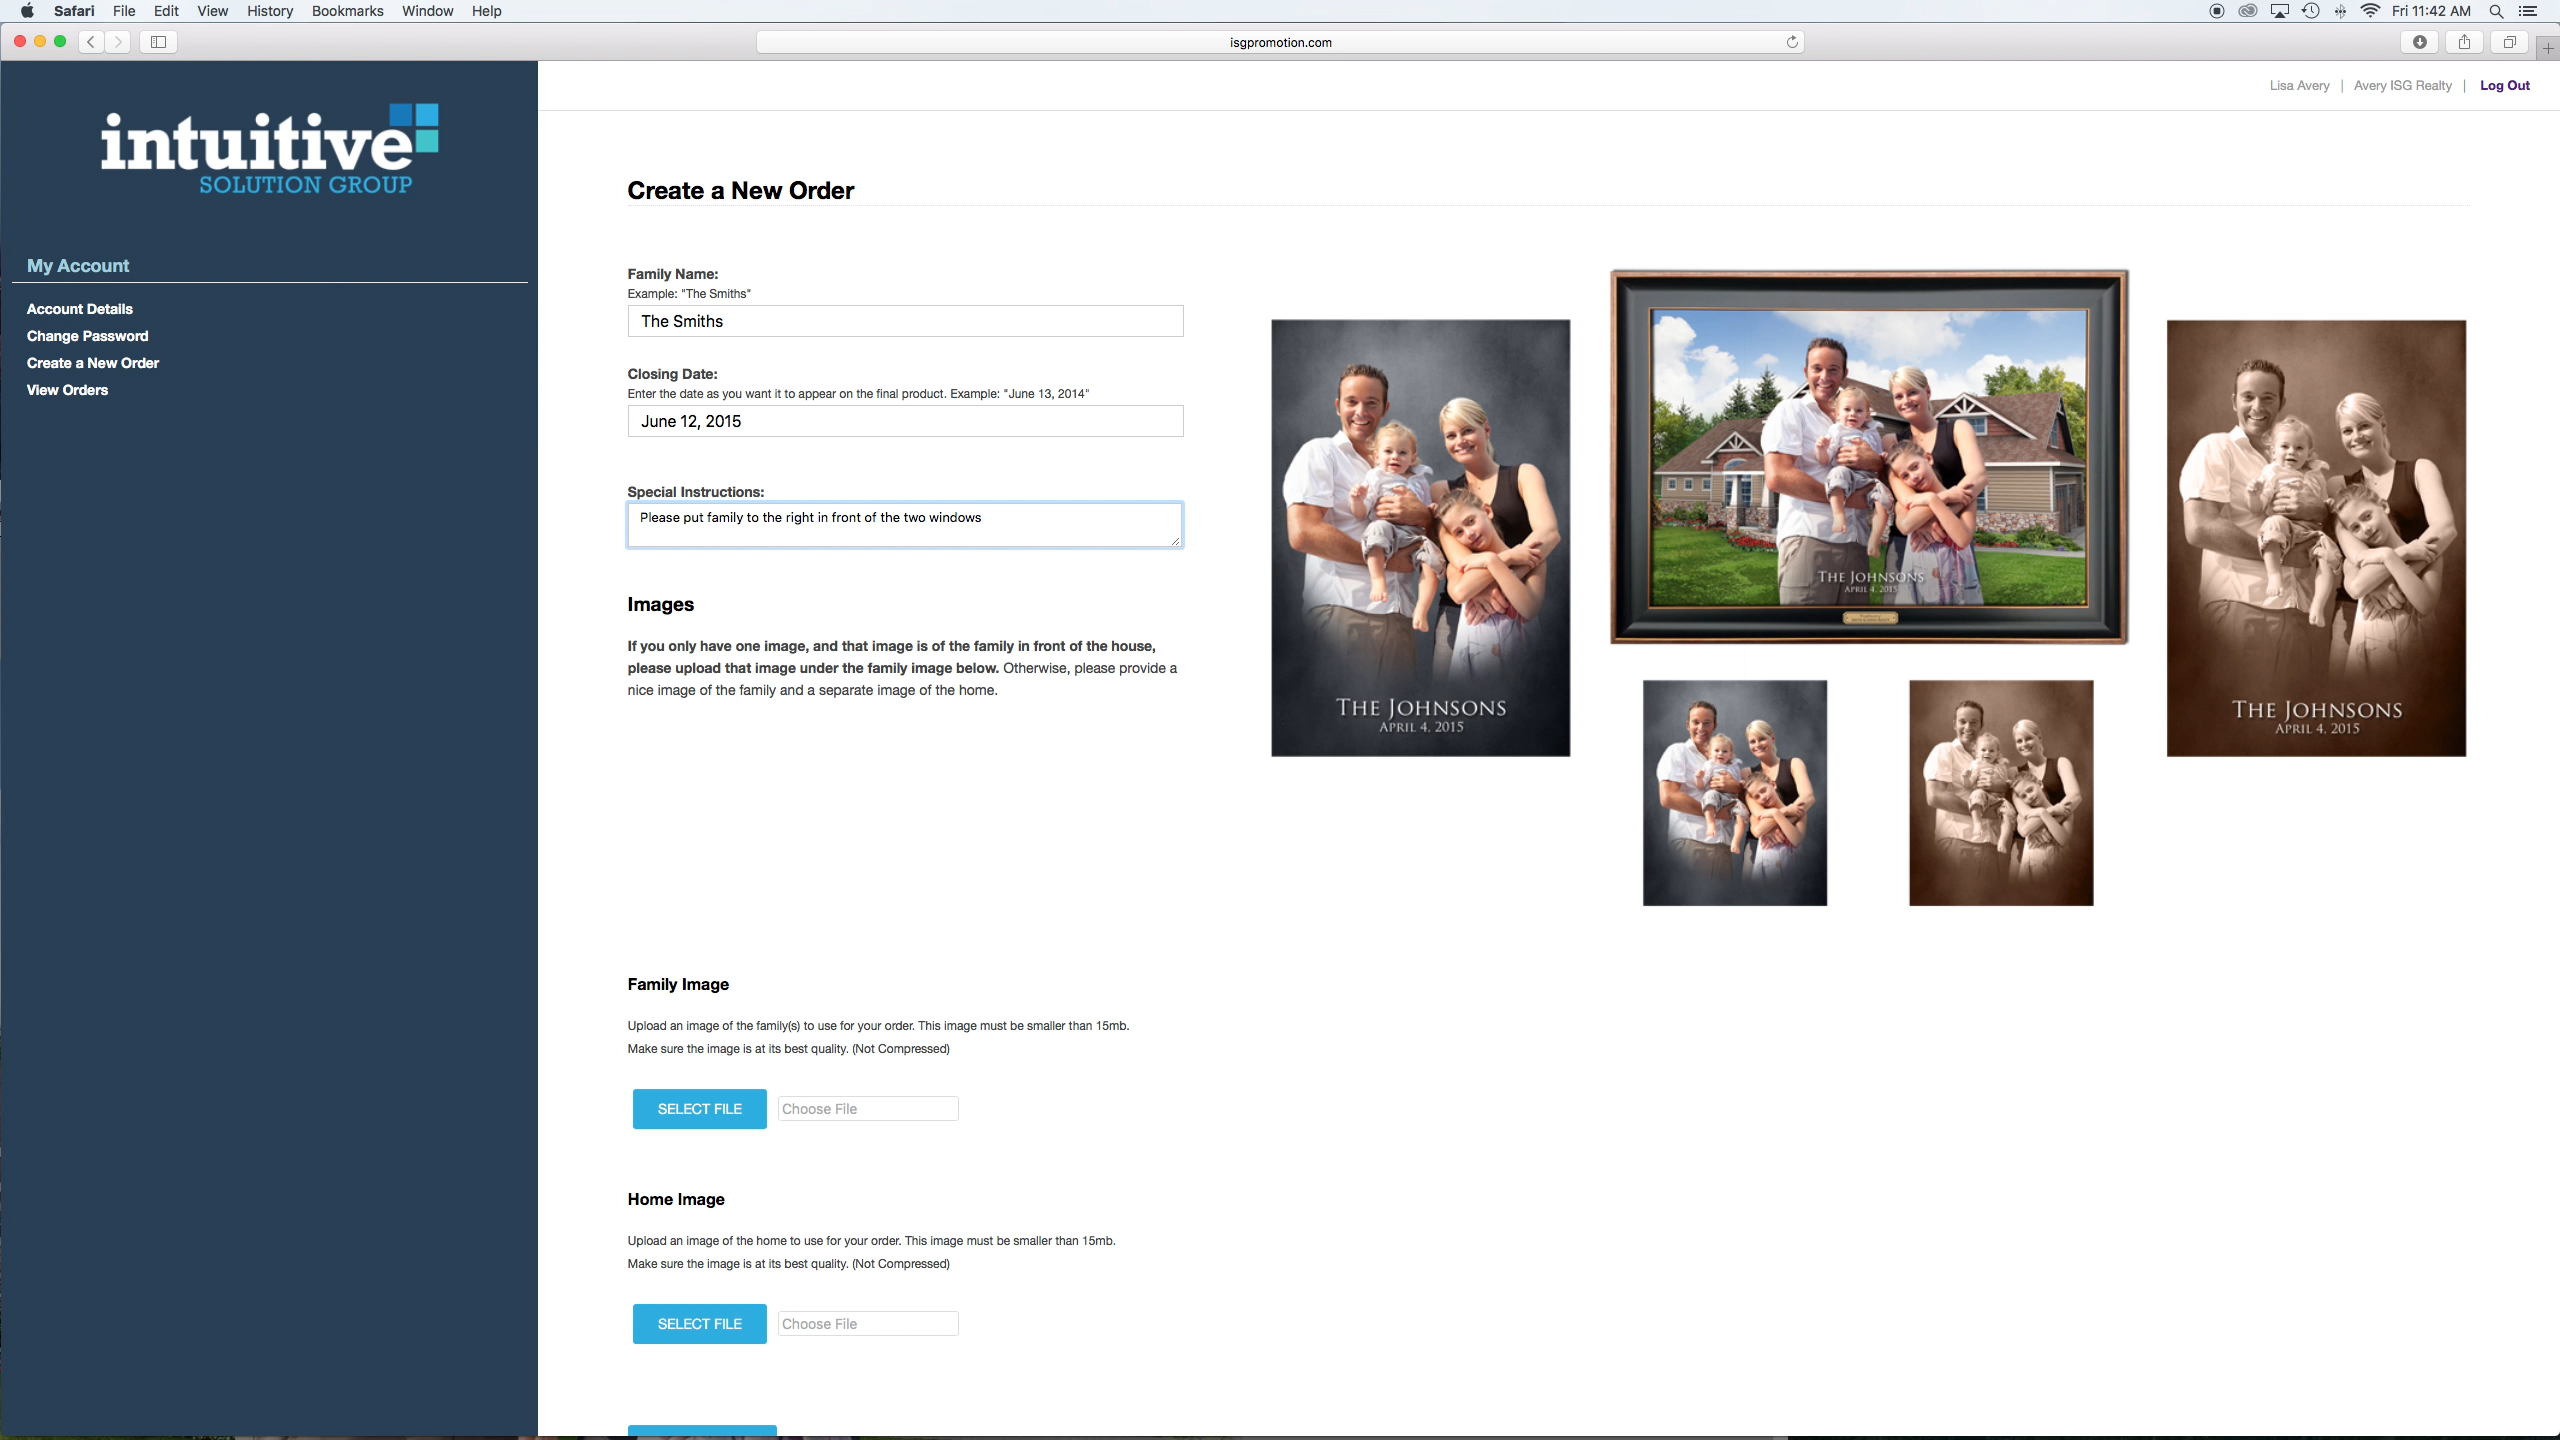 Safari File Edit View History Bookmarks Window Help
Fri 11:42 AM
isgpromotion.com
Lisa Avery | Avery ISG Realty | Log Out
intuitive
SOLUTION GROUP
My Account
Account Details
Change Password
Create a New Order
View Orders
Create a New Order
Family Name:
Example: "The Smiths"
The Smiths
Closing Date:
Enter the date as you want it to appear on the final product. Example: "June 13, 2014"
June 12, 2015
Special Instructions:
Please put family to the right in front of the two windows
Images
If you only have one image, and that image is of the family in front of the house,
please upload that image under the family image below. Otherwise, please provide a
nice image of the family and a separate image of the home.
THE JOHNSONS
APRIL 4, 2015
THE JOHNSONS
APRIL 4, 2015
THE JOHNSONS
APRIL 4, 2015
Family Image
Upload an image of the family(s) to use for your order. This image must be smaller than 15mb.
Make sure the image is at its best quality. (Not Compressed)
SELECT FILE Choose File
Home Image
Upload an image of the home to use for your order. This image must be smaller than 15mb.
Make sure the image is at its best quality. (Not Compressed)
SELECT FILE Choose File